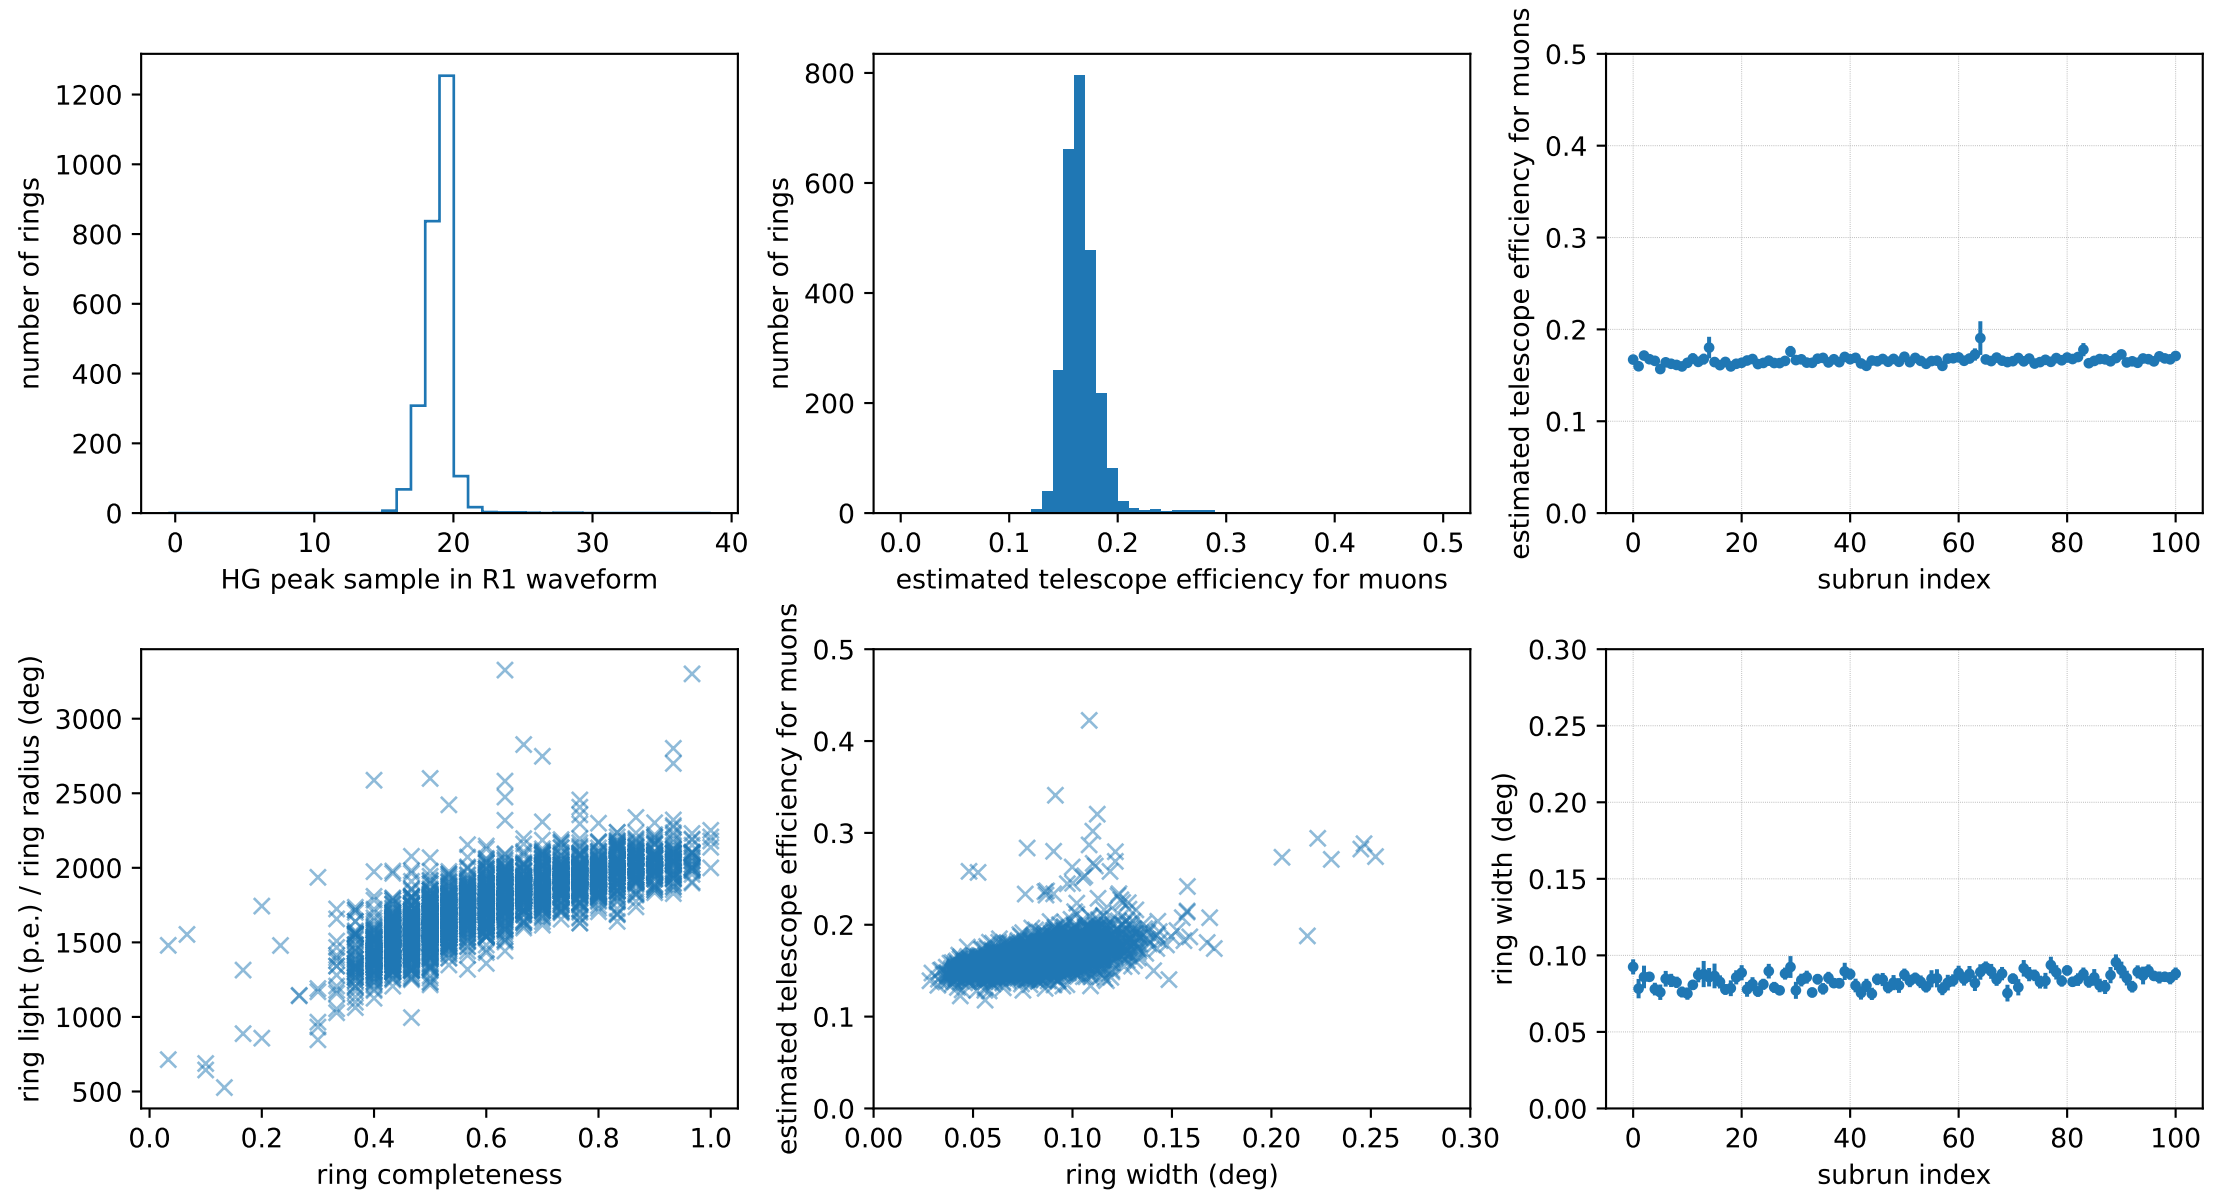 number of rings
1200
1000
800
600
400
200
0
0 10 20 30 40
HG peak sample in R1 waveform
number of rings
800
600
400
200
0
0.0 0.1 0.2 0.3 0.4 0.5
estimated telescope efficiency for muons
estimated telescope efficiency for muons
0.5
0.4
0.3
0.2
0.1
0.0
0 20 40 60 80 100
subrun index
ring light (p.e.) / ring radius (deg)
3000
2500
2000
1500
1000
500
0.0 0.2 0.4 0.6 0.8 1.0
ring completeness
estimated telescope efficiency for muons
0.5
0.4
0.3
0.2
0.1
0.0
0.00 0.05 0.10 0.15 0.20 0.25 0.30
ring width (deg)
ring width (deg)
0.30
0.25
0.20
0.15
0.10
0.05
0.00
0 20 40 60 80 100
subrun index